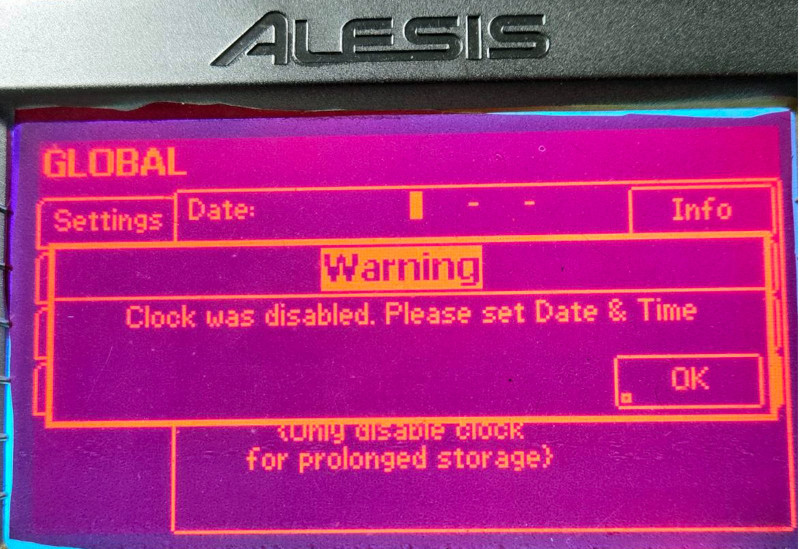 ALESIS
GLOBAL
Settings Date: - - Info
Warning
Clock was disabled. Please set Date & Time
OK
(Only disable clock
for prolonged storage)